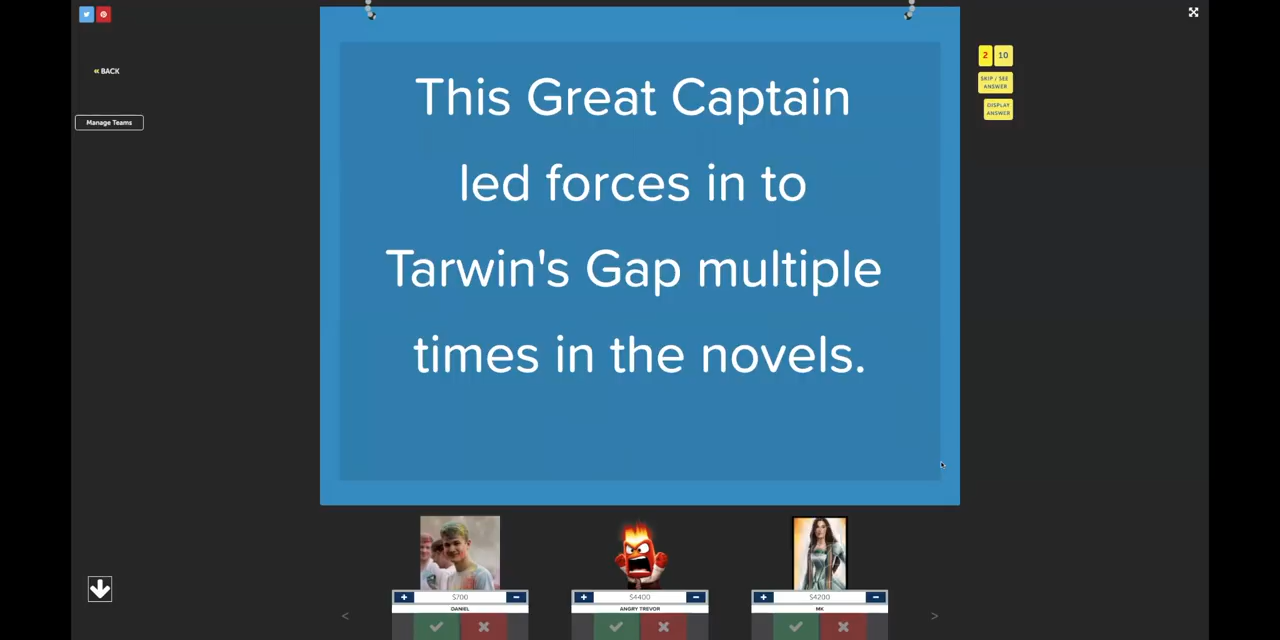 « BACK
Manage Teams
This Great Captain
led forces in to
Tarwin's Gap multiple
times in the novels.
2 10
SKIP / SEE
ANSWER
DISPLAY
ANSWER
+ $700 −
DANIEL
+ $4400 −
ANGRY TREVOR
+ $4200 −
MK
< >